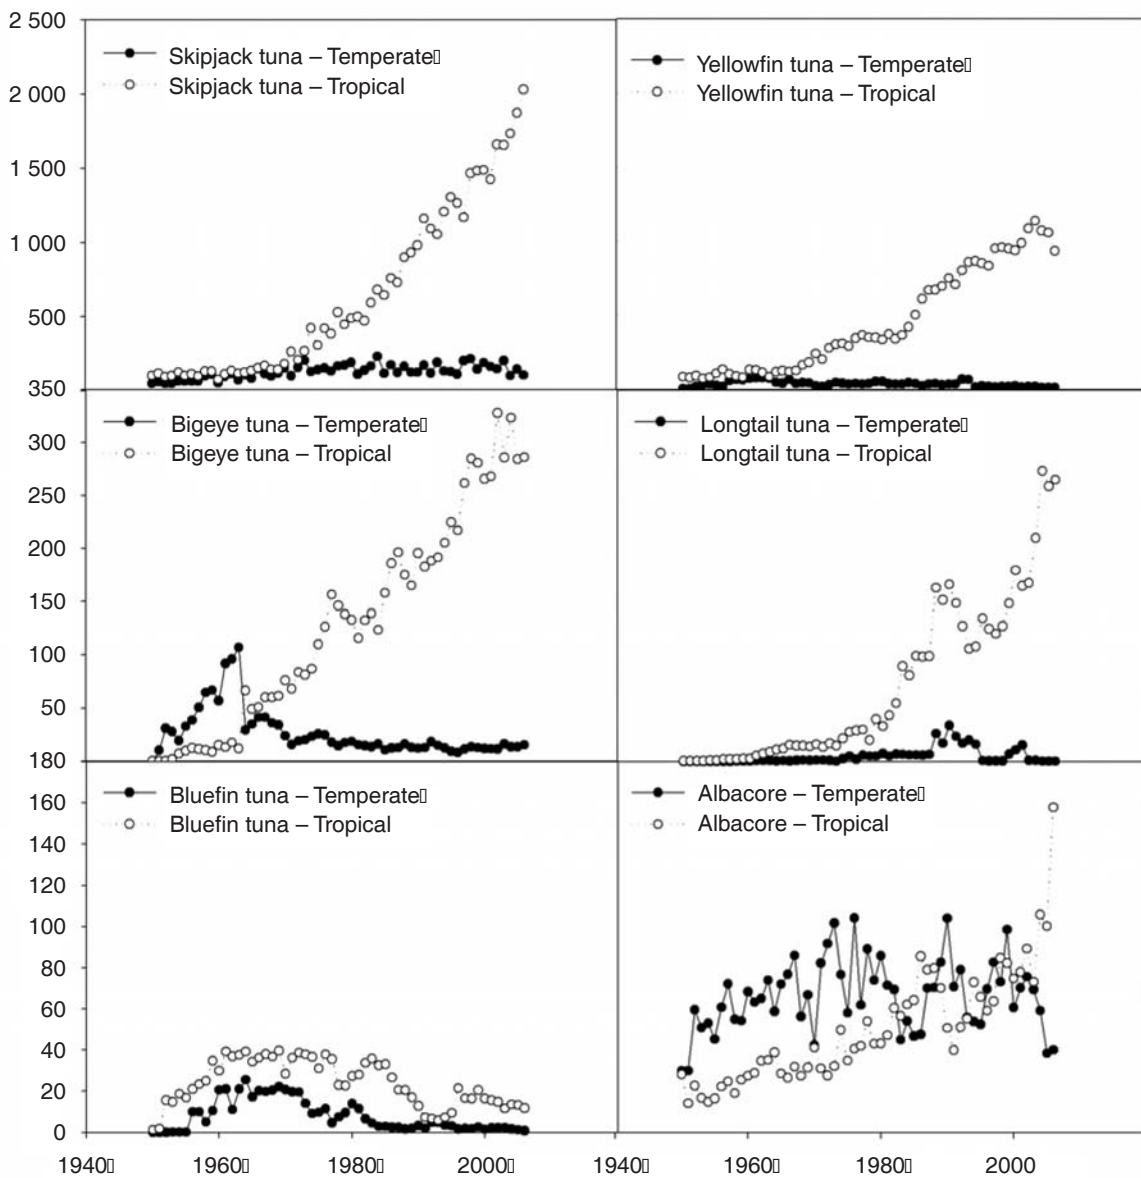 2 500
2 000
1 500
1 000
500
350
300
250
200
150
100
50
180
160
140
120
100
80
60
40
20
0
Skipjack tuna – Temperate▯
Skipjack tuna – Tropical
Yellowfin tuna – Temperate▯
Yellowfin tuna – Tropical
Bigeye tuna – Temperate▯
Bigeye tuna – Tropical
Longtail tuna – Temperate▯
Longtail tuna – Tropical
Bluefin tuna – Temperate▯
Bluefin tuna – Tropical
Albacore – Temperate▯
Albacore – Tropical
1940▯ 1960▯ 1980▯ 2000▯ 1940▯ 1960▯ 1980▯ 2000